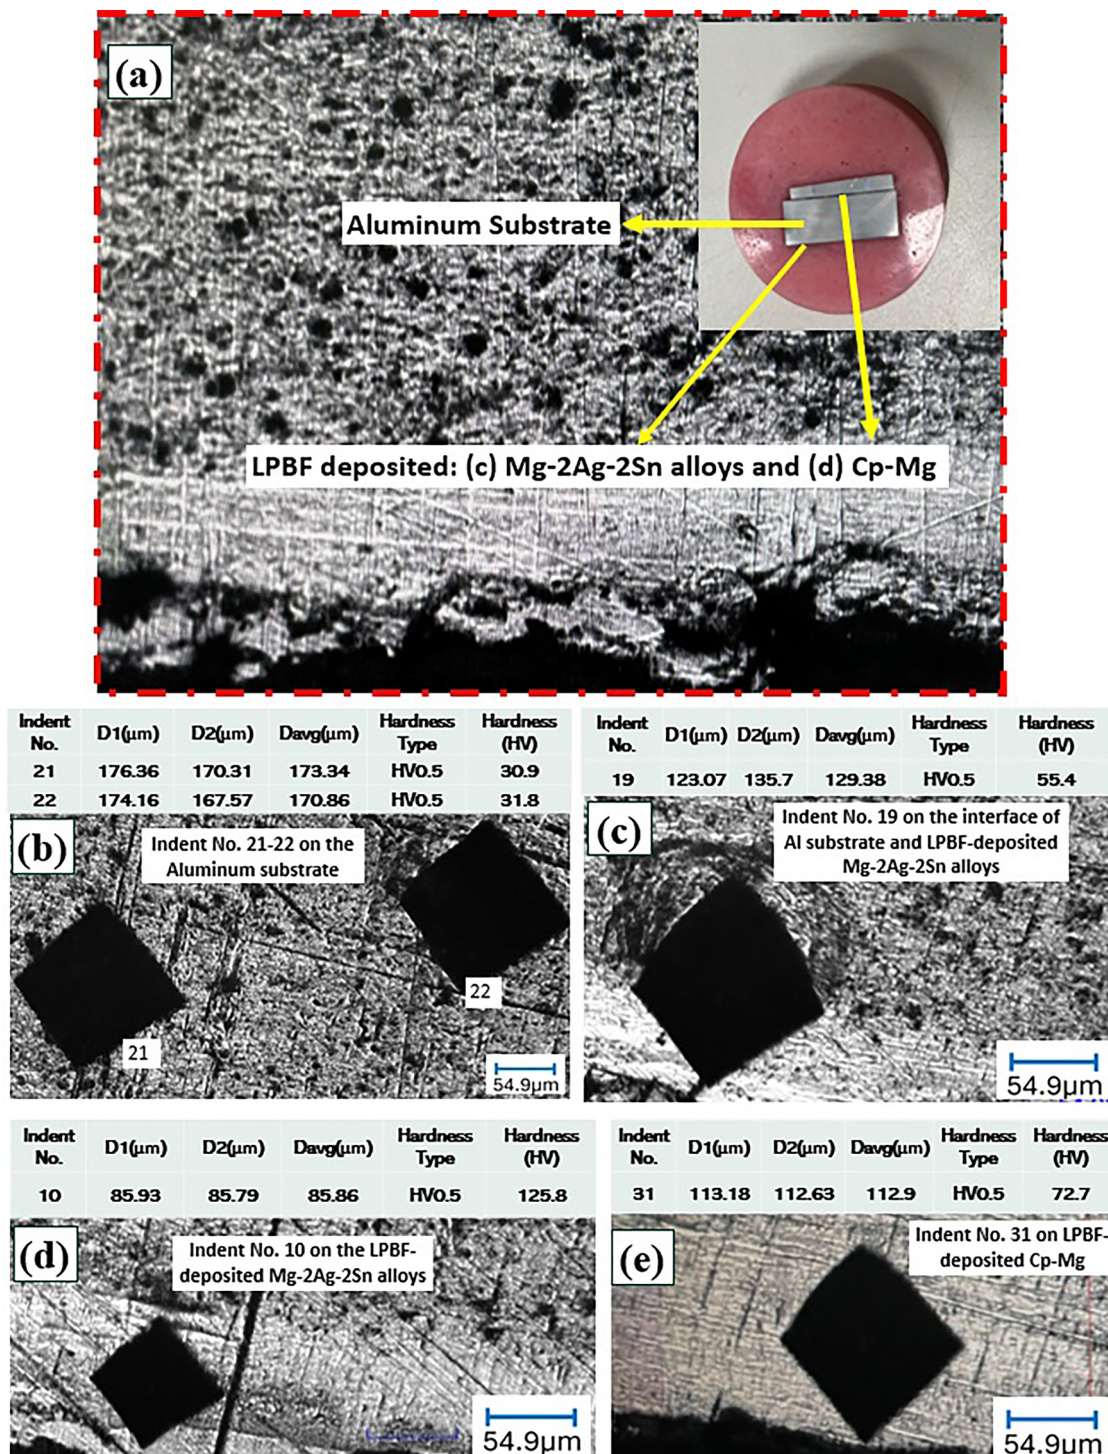 (a)
Aluminum Substrate
LPBF deposited: (c) Mg-2Ag-2Sn alloys and (d) Cp-Mg
Indent No. D1(µm) D2(µm) Davg(µm) Hardness Type Hardness (HV)
21 176.36 170.31 173.34 HV0.5 30.9
22 174.16 167.57 170.86 HV0.5 31.8
(b)
Indent No. 21-22 on the
Aluminum substrate
22
21
54.9µm
Indent No. D1(µm) D2(µm) Davg(µm) Hardness Type Hardness (HV)
19 123.07 135.7 129.38 HV0.5 55.4
(c)
Indent No. 19 on the interface of
Al substrate and LPBF-deposited
Mg-2Ag-2Sn alloys
54.9µm
Indent No. D1(µm) D2(µm) Davg(µm) Hardness Type Hardness (HV)
10 85.93 85.79 85.86 HV0.5 125.8
(d)
Indent No. 10 on the LPBF-
deposited Mg-2Ag-2Sn alloys
54.9µm
Indent No. D1(µm) D2(µm) Davg(µm) Hardness Type Hardness (HV)
31 113.18 112.63 112.9 HV0.5 72.7
(e)
Indent No. 31 on LPBF-
deposited Cp-Mg
54.9µm